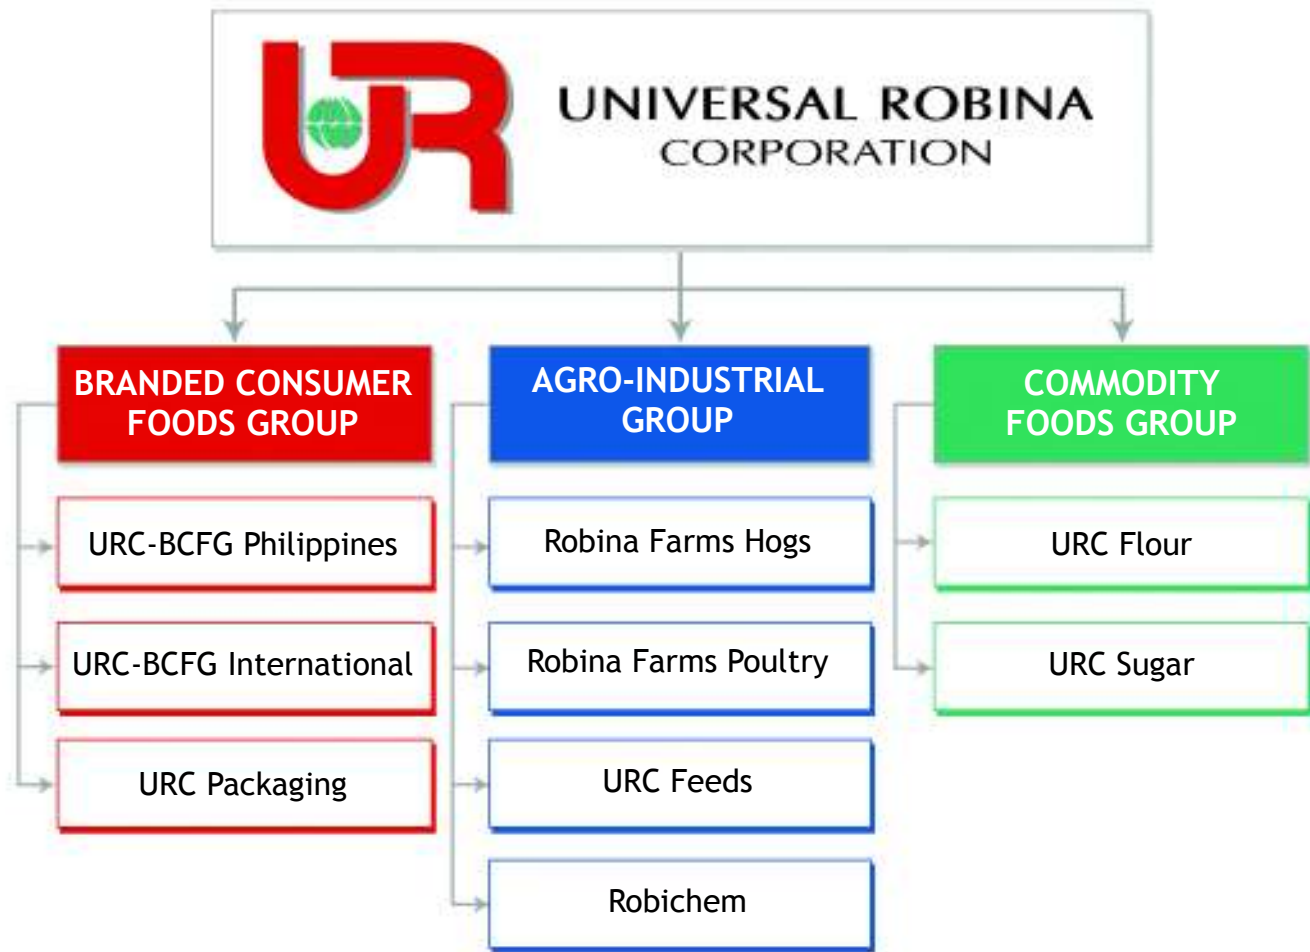 UR
UNIVERSAL ROBINA
CORPORATION
BRANDED CONSUMER
FOODS GROUP
URC-BCFG Philippines
URC-BCFG International
URC Packaging
AGRO-INDUSTRIAL
GROUP
Robina Farms Hogs
Robina Farms Poultry
URC Feeds
Robichem
COMMODITY
FOODS GROUP
URC Flour
URC Sugar